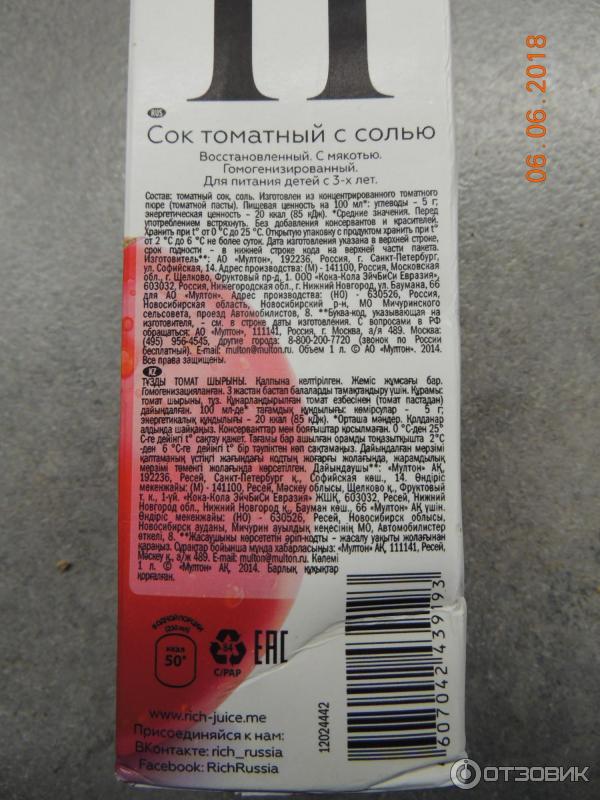 RUS
Сок томатный с солью
Восстановленный. С мякотью.
Гомогенизированный.
Для питания детей с 3-х лет.
Состав: томатный сок, соль. Изготовлен из концентрированного томатного
пюре (томатной пасты). Пищевая ценность на 100 мл*: углеводы – 5 г;
энергетическая ценность – 20 ккал (85 кДж). *Средние значения. Перед
употреблением встряхнуть. Без добавления консервантов и красителей.
Хранить при t° от 0 °С до 25 °С. Открытую упаковку с продуктом хранить при t°
от 2 °С до 6 °С не более суток. Дата изготовления указана в верхней строке,
срок годности – в нижней строке кода на верхней части пакета.
Изготовитель**: АО «Мултон», 192236, Россия, г. Санкт-Петербург,
ул. Софийская, 14. Адрес производства: (М) - 141100, Россия, Московская
обл., г. Щелково, Фруктовый пр-д, 1. ООО «Кока-Кола ЭйчБиСи Евразия»,
603032, Россия, Нижегородская обл., г. Нижний Новгород, ул. Баумана, 66
для АО «Мултон». Адрес производства: (НО) - 630526, Россия,
Новосибирская область, Новосибирский р-н, МО Мичуринского
сельсовета, проезд Автомобилистов, 8. **Буква-код, указывающая на
изготовителя, – см. в строке даты изготовления. С вопросами в РФ
обращаться: АО «Мултон», 111141, Россия, г. Москва, а/я 489. Москва:
(495) 956-4545, другие города: 8-800-200-7720 (звонок по России
бесплатный). E-mail: multon@multon.ru. Объем 1 л. © АО «Мултон». 2014.
Все права защищены.
KZ
ТҰЗДЫ ТОМАТ ШЫРЫНЫ. Қалпына келтірілген. Жеміс жұмсағы бар.
Гомогенизацияланған. 3 жастан бастап балаларды тамақтандыру үшін. Құрамы:
томат шырыны, тұз. Құнарландырылған томат езбесінен (томат пастадан)
дайындалған. 100 мл-де* тағамдық құндылығы: көмірсулар - 5 г;
энергетикалық құндылығы - 20 ккал (85 кДж). *Орташа мәндер. Қолданар
алдында шайқаңыз. Консерванттар мен бояғыштар қосылмаған. 0 °С-ден 25°
С-ге дейінгі t° сақтау қажет. Тағамы бар ашылған орамды тоңазытқышта 2°С
-ден 6 °С-ге дейінгі t° бір тәуліктен көп сақтамаңыз. Дайындалған мерзімі
қаптаманың үстіңгі жағындағы кодтың жоғарғы жолағында, жарамдылық
мерзімі төменгі жолағында көрсетілген. Дайындаушы**: «Мултон» АҚ,
192236, Ресей, Санкт-Петербург қ., Софийская көш., 14. Өндіріс
мекенжайы: (М) - 141100, Ресей, Мәскеу облысы, Щелково қ., Фруктовый
т. к., 1-үй. «Кока-Кола ЭйчБиСи Евразия» ЖШҚ, 603032, Ресей, Нижний
Новгород обл., Нижний Новгород қ., Бауман көш., 66 «Мултон» АҚ үшін.
Өндіріс мекенжайы: (НО) - 630526, Ресей, Новосибирск облысы,
Новосибирск ауданы, Мичурин ауылдық кеңесінің МО, Автомобилистер
өткелі, 8. **Жасаушыны көрсететін әріп-кодты - жасалу уақыты жолағынан
қараңыз. Сұрақтар бойынша мұнда хабарласыңыз: «Мултон» АҚ, 111141, Ресей,
Мәскеу қ., а/ж 489. E-mail: multon@multon.ru. Көлемі
1 л. © «Мултон» АҚ, 2014. Барлық құқықтар
қорғалған.
В ОДНОЙ ПОРЦИИ
(250 мл)
ккал
50*
84
C/PAP
EAC
www.rich-juice.me
Присоединяйся к нам:
ВКонтакте: rich_russia
Facebook: RichRussia
12024442
4607042439193
06.06.2018
ОТЗОВИК